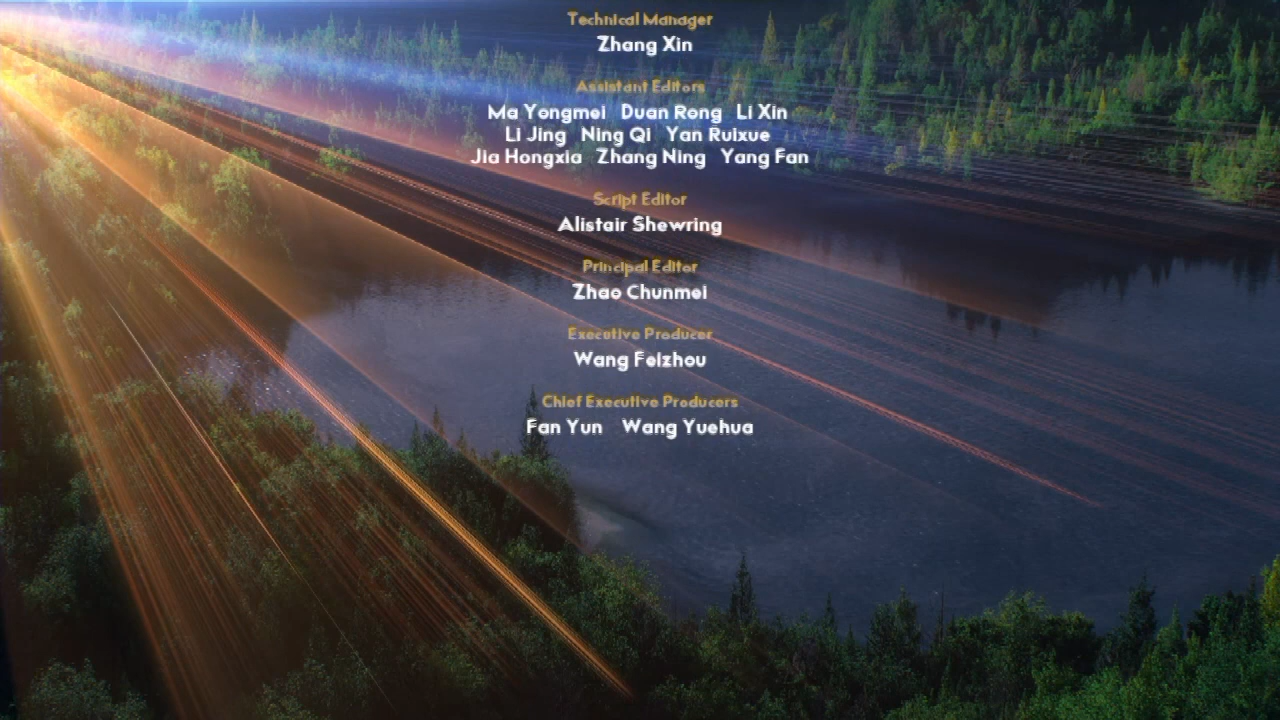 Technical Manager
Zhang Xin
Assistant Editors
Ma Yongmei Duan Rong Li Xin
Li Jing Ning Qi Yan Ruixue
Jia Hongxia Zhang Ning Yang Fan
Script Editor
Alistair Shewring
Principal Editor
Zhao Chunmei
Executive Producer
Wang Feizhou
Chief Executive Producers
Fan Yun Wang Yuehua